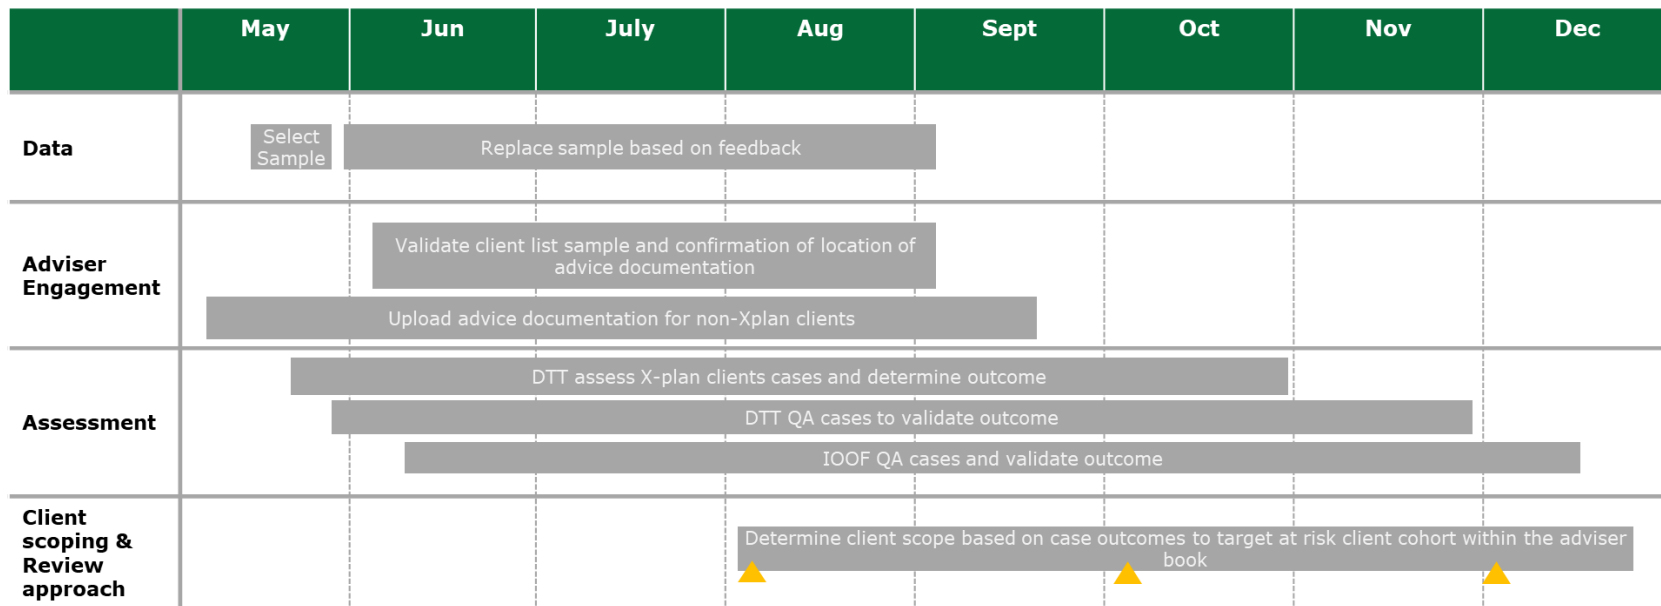 May Jun July Aug Sept Oct Nov Dec
Data
Select
Sample
Replace sample based on feedback
Adviser
Engagement
Validate client list sample and confirmation of location of
advice documentation
Upload advice documentation for non-Xplan clients
Assessment
DTT assess X-plan clients cases and determine outcome
DTT QA cases to validate outcome
IOOF QA cases and validate outcome
Client
scoping &
Review
approach
Determine client scope based on case outcomes to target at risk client cohort within the adviser
book